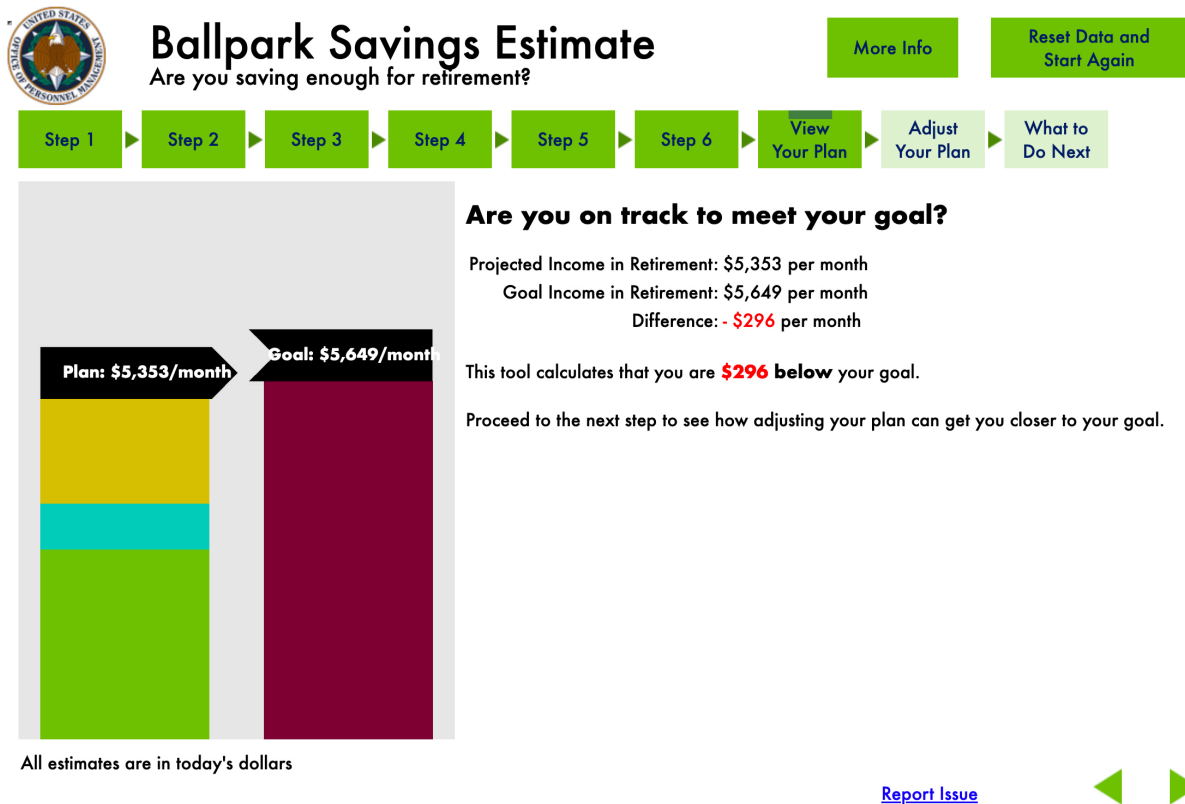 UNITED STATES
OFFICE OF PERSONNEL MANAGEMENT
Ballpark Savings Estimate
Are you saving enough for retirement?
More Info
Reset Data and
Start Again
Step 1
Step 2
Step 3
Step 4
Step 5
Step 6
View
Your Plan
Adjust
Your Plan
What to
Do Next
Plan: $5,353/month
Goal: $5,649/month
Are you on track to meet your goal?
Projected Income in Retirement: $5,353 per month
Goal Income in Retirement: $5,649 per month
Difference: - $296 per month
This tool calculates that you are $296 below your goal.
Proceed to the next step to see how adjusting your plan can get you closer to your goal.
All estimates are in today's dollars
Report Issue